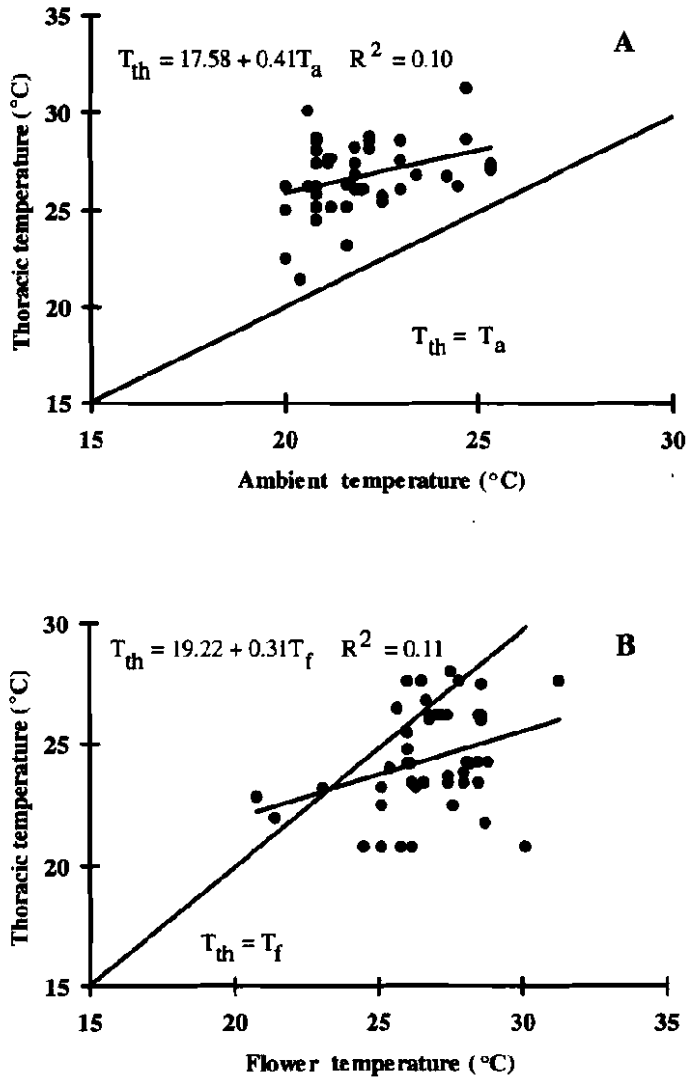 35
A
T_th = 17.58 + 0.41T_a R² = 0.10
30
Thoracic temperature (°C)
25
20
T_th = T_a
15
15 20 25 30
Ambient temperature (°C)
30
T_th = 19.22 + 0.31T_f R² = 0.11
B
Thoracic temperature (°C)
25
20
T_th = T_f
15
15 20 25 30 35
Flower temperature (°C)